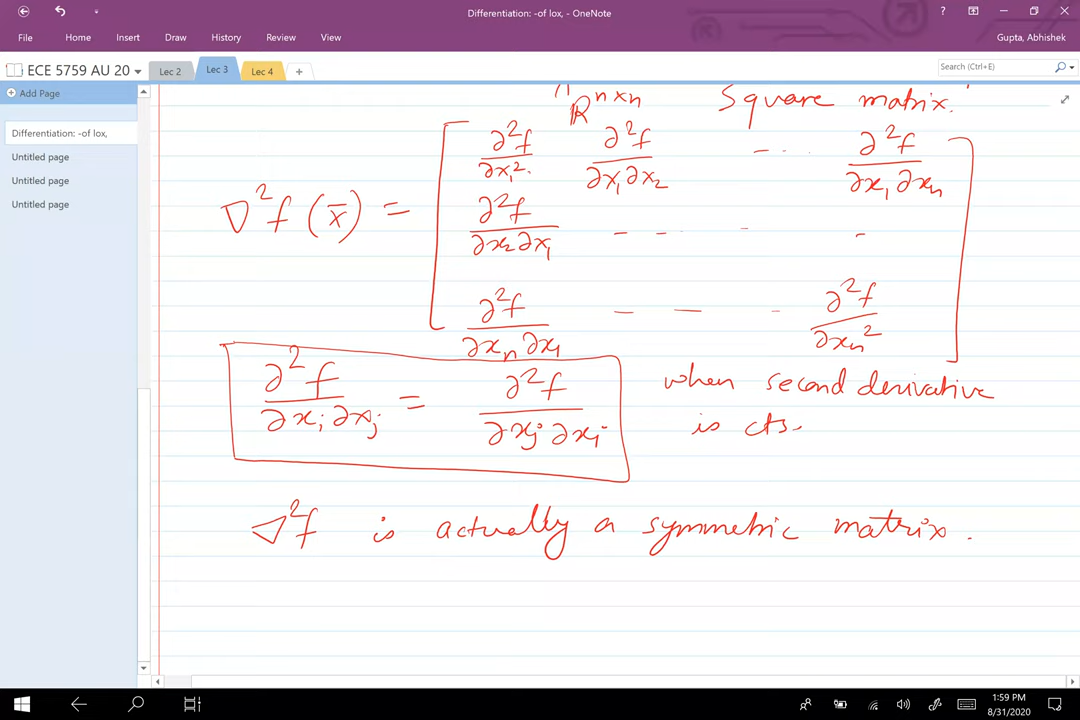 Differentiation: -of lox, - OneNote
File Home Insert Draw History Review View
Gupta, Abhishek
ECE 5759 AU 20
Lec 2 Lec 3 Lec 4 +
Search (Ctrl+E)
Add Page
Differentiation: -of lox,
Untitled page
Untitled page
Untitled page
ℝ^{n×n} Square matrix.
∂²f/∂x₁² ∂²f/∂x₁∂x₂ -- ... ∂²f/∂x₁∂xₙ
∇²f(x̄) = ∂²f/∂x₂∂x₁ -- -- - -
∂²f/∂xₙ∂x₁ - - - ∂²f/∂xₙ²
∂²f/∂xᵢ∂xⱼ = ∂²f/∂xⱼ∂xᵢ when second derivative
is cts.
∇²f is actually a symmetric matrix.
1:59 PM
8/31/2020